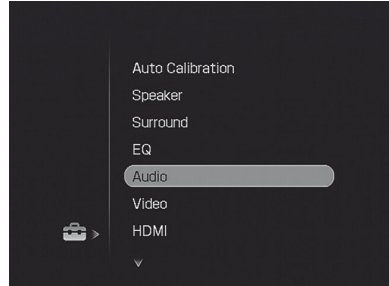 Auto Calibration
Speaker
Surround
EQ
Audio
Video
HDMI